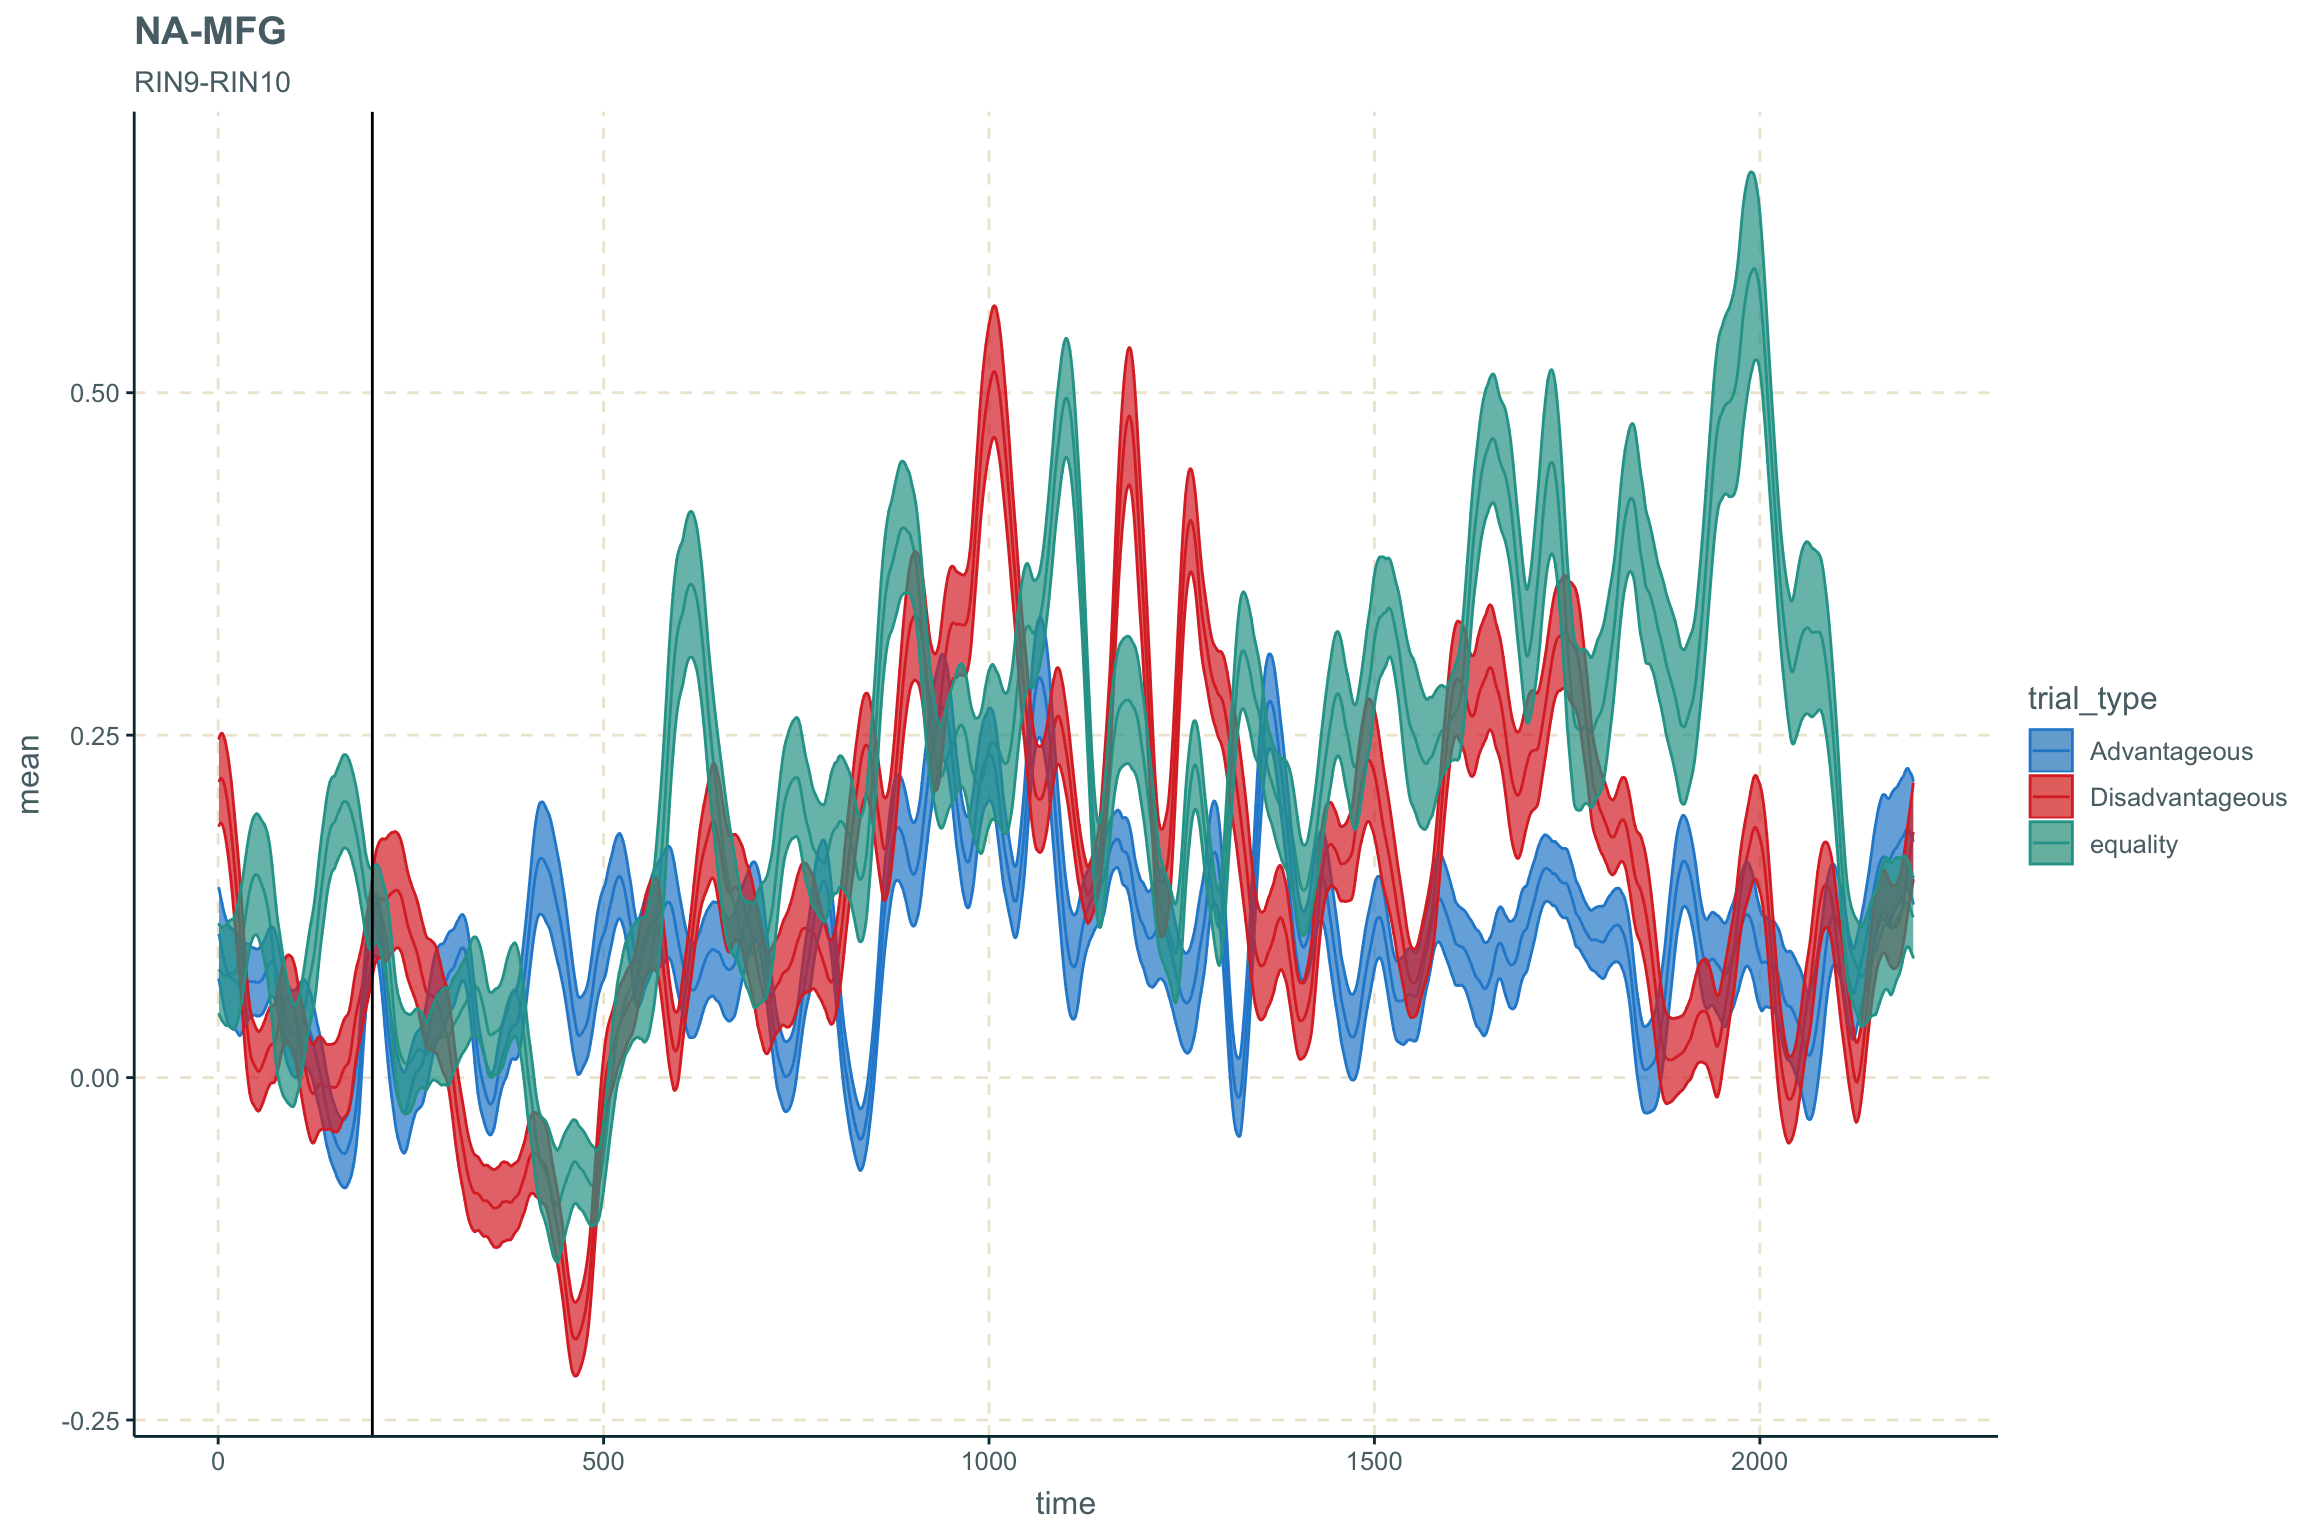 NA-MFG
RIN9-RIN10
mean
0.50
0.25
0.00
-0.25
0
500
1000
1500
2000
time
trial_type
Advantageous
Disadvantageous
equality